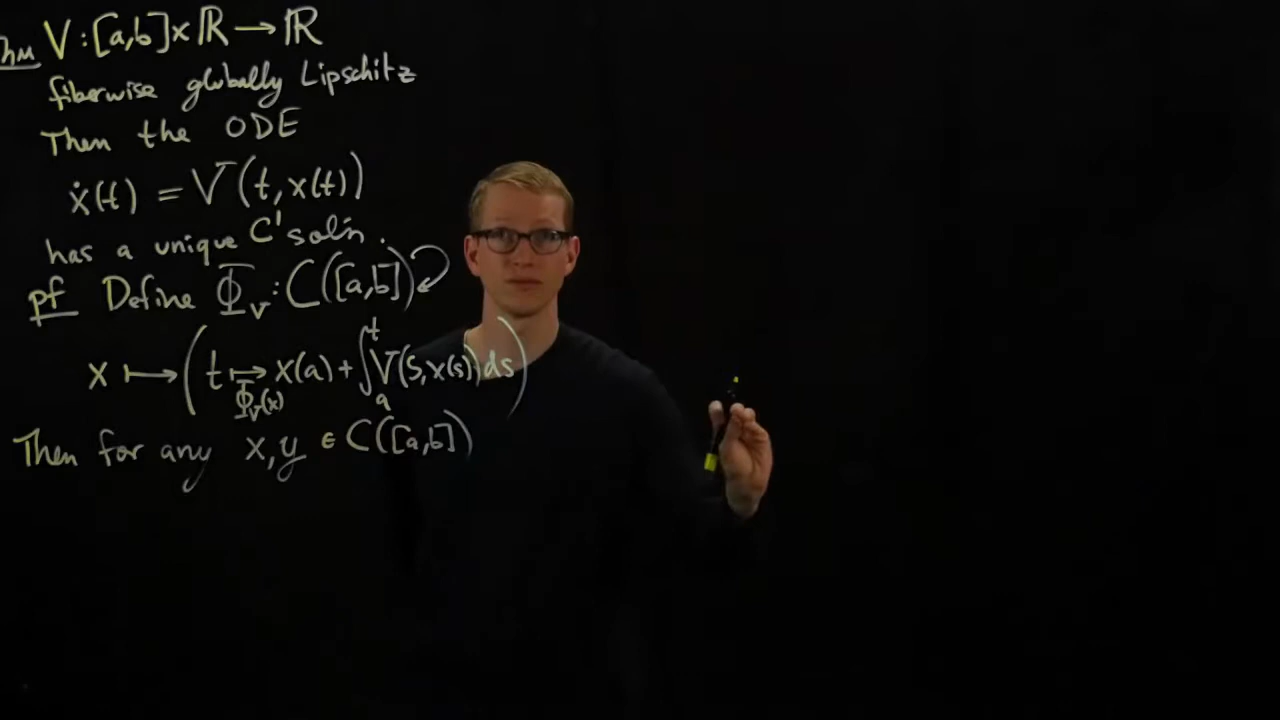 Thm V : [a,b] × ℝ → ℝ
fiberwise globally Lipschitz
Then the ODE
ẋ(t) = V(t, x(t))
has a unique C¹ sol'n.
pf Define Φ_V : C([a,b]) ↩
x ↦ ( t ↦_{Φ_V(x)} x(a) + ∫_a^t V(s, x(s)) ds )
Then for any x, y ∈ C([a,b])